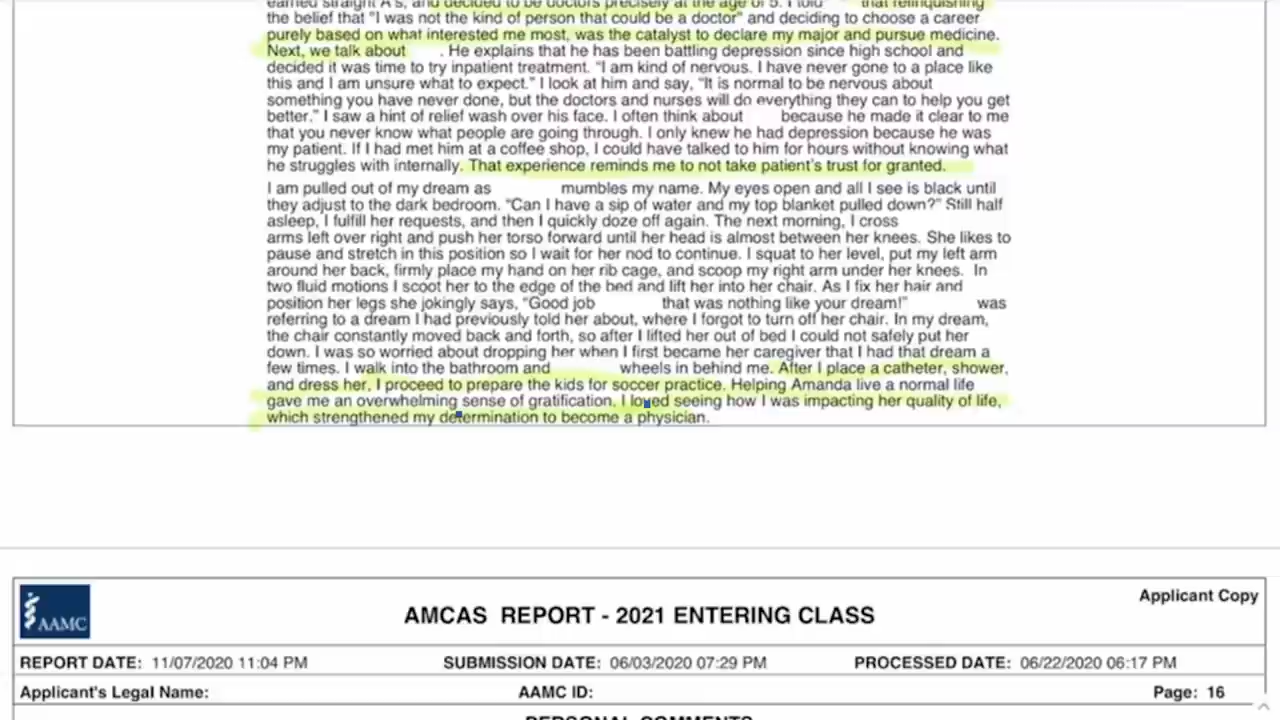 earned straight A's, and decided to be doctors precisely at the age of 5. I told that relinquishing
the belief that "I was not the kind of person that could be a doctor" and deciding to choose a career
purely based on what interested me most, was the catalyst to declare my major and pursue medicine.
Next, we talk about . He explains that he has been battling depression since high school and
decided it was time to try inpatient treatment. "I am kind of nervous. I have never gone to a place like
this and I am unsure what to expect." I look at him and say, "It is normal to be nervous about
something you have never done, but the doctors and nurses will do everything they can to help you get
better." I saw a hint of relief wash over his face. I often think about because he made it clear to me
that you never know what people are going through. I only knew he had depression because he was
my patient. If I had met him at a coffee shop, I could have talked to him for hours without knowing what
he struggles with internally. That experience reminds me to not take patient's trust for granted.
I am pulled out of my dream as mumbles my name. My eyes open and all I see is black until
they adjust to the dark bedroom. "Can I have a sip of water and my top blanket pulled down?" Still half
asleep, I fulfill her requests, and then I quickly doze off again. The next morning, I cross
arms left over right and push her torso forward until her head is almost between her knees. She likes to
pause and stretch in this position so I wait for her nod to continue. I squat to her level, put my left arm
around her back, firmly place my hand on her rib cage, and scoop my right arm under her knees. In
two fluid motions I scoot her to the edge of the bed and lift her into her chair. As I fix her hair and
position her legs she jokingly says, "Good job that was nothing like your dream!" was
referring to a dream I had previously told her about, where I forgot to turn off her chair. In my dream,
the chair constantly moved back and forth, so after I lifted her out of bed I could not safely put her
down. I was so worried about dropping her when I first became her caregiver that I had that dream a
few times. I walk into the bathroom and wheels in behind me. After I place a catheter, shower,
and dress her, I proceed to prepare the kids for soccer practice. Helping Amanda live a normal life
gave me an overwhelming sense of gratification. I loved seeing how I was impacting her quality of life,
which strengthened my determination to become a physician.
Applicant Copy
AAMC
AMCAS REPORT - 2021 ENTERING CLASS
REPORT DATE: 11/07/2020 11:04 PM SUBMISSION DATE: 06/03/2020 07:29 PM PROCESSED DATE: 06/22/2020 06:17 PM
Applicant's Legal Name: AAMC ID: Page: 16
PERSONAL COMMENTS